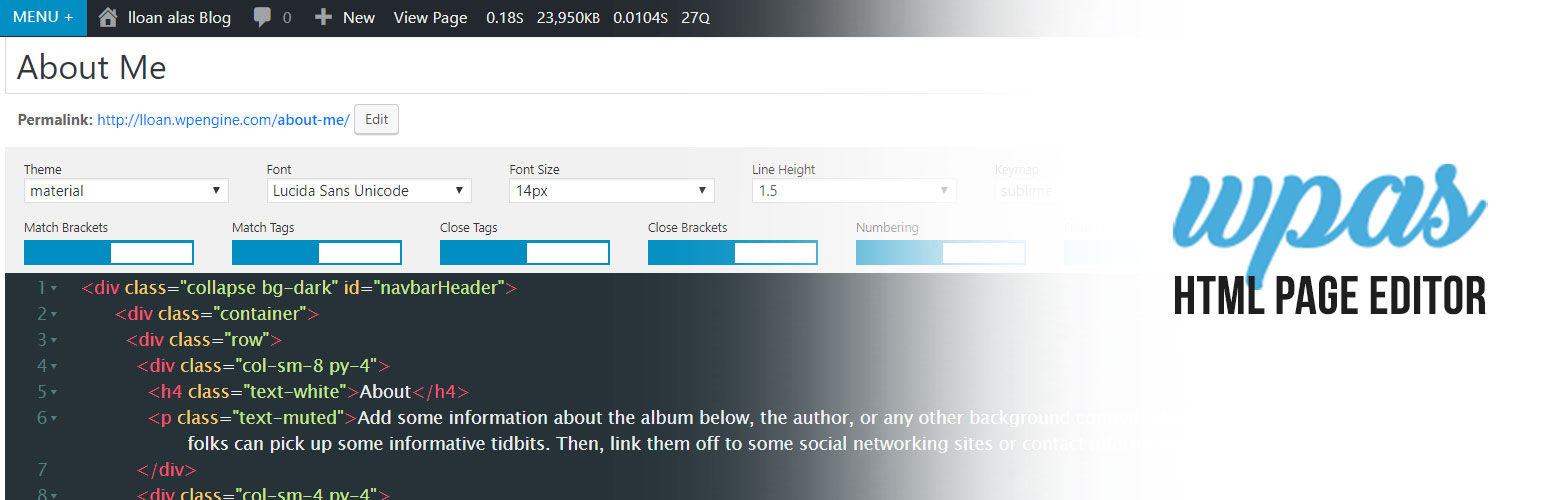 MENU + lloan alas Blog 0 New View Page 0.18S 23,950KB 0.0104S 27Q
About Me
Permalink: http://lloan.wpengine.com/about-me/ Edit
Theme Font Font Size Line Height Keymap
material Lucida Sans Unicode 14px 1.5 sublime
Match Brackets Match Tags Close Tags Close Brackets Numbering
wpas
HTML PAGE EDITOR
1 <div class="collapse bg-dark" id="navbarHeader">
2 <div class="container">
3 <div class="row">
4 <div class="col-sm-8 py-4">
5 <h4 class="text-white">About</h4>
6 <p class="text-muted">Add some information about the album below, the author, or any other background
folks can pick up some informative tidbits. Then, link them off to some social networking sites or contact
7 </div>
8 <div class="col-sm-4 py-4">